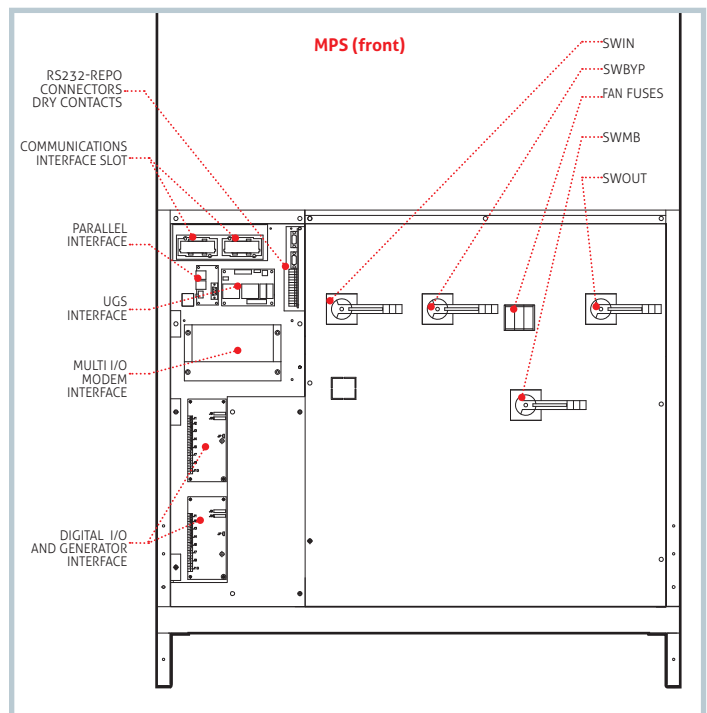 MPS (front)
RS232-REPO
CONNECTORS
DRY CONTACTS
COMMUNICATIONS
INTERFACE SLOT
PARALLEL
INTERFACE
UGS
INTERFACE
MULTI I/O
MODEM
INTERFACE
DIGITAL I/O
AND GENERATOR
INTERFACE
SWIN
SWBYP
FAN FUSES
SWMB
SWOUT